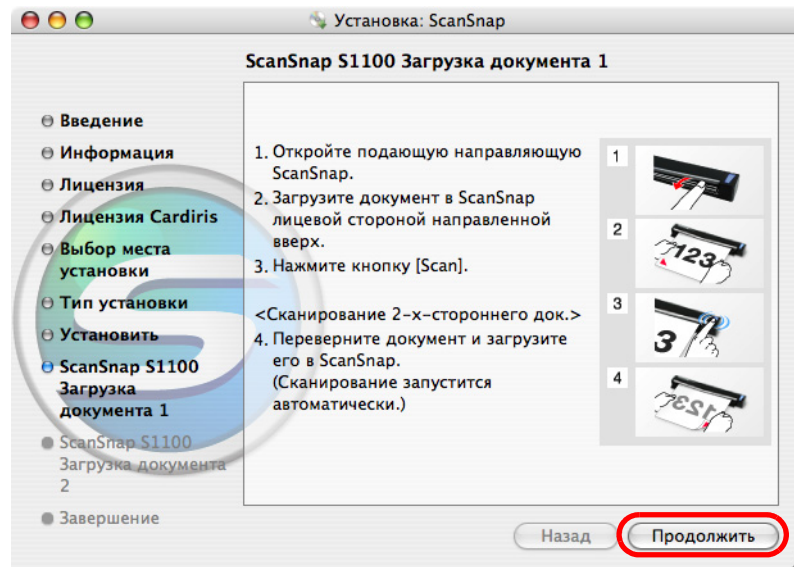 Установка: ScanSnap
ScanSnap S1100 Загрузка документа 1
Введение
Информация
Лицензия
Лицензия Cardiris
Выбор места
установки
Тип установки
Установить
ScanSnap S1100
Загрузка
документа 1
ScanSnap S1100
Загрузка документа
2
Завершение
1. Откройте подающую направляющую
ScanSnap.
2. Загрузите документ в ScanSnap
лицевой стороной направленной
вверх.
3. Нажмите кнопку [Scan].
<Сканирование 2-х-стороннего док.>
4. Переверните документ и загрузите
его в ScanSnap.
(Сканирование запустится
автоматически.)
1
2
123
3
3
4
123
Назад
Продолжить